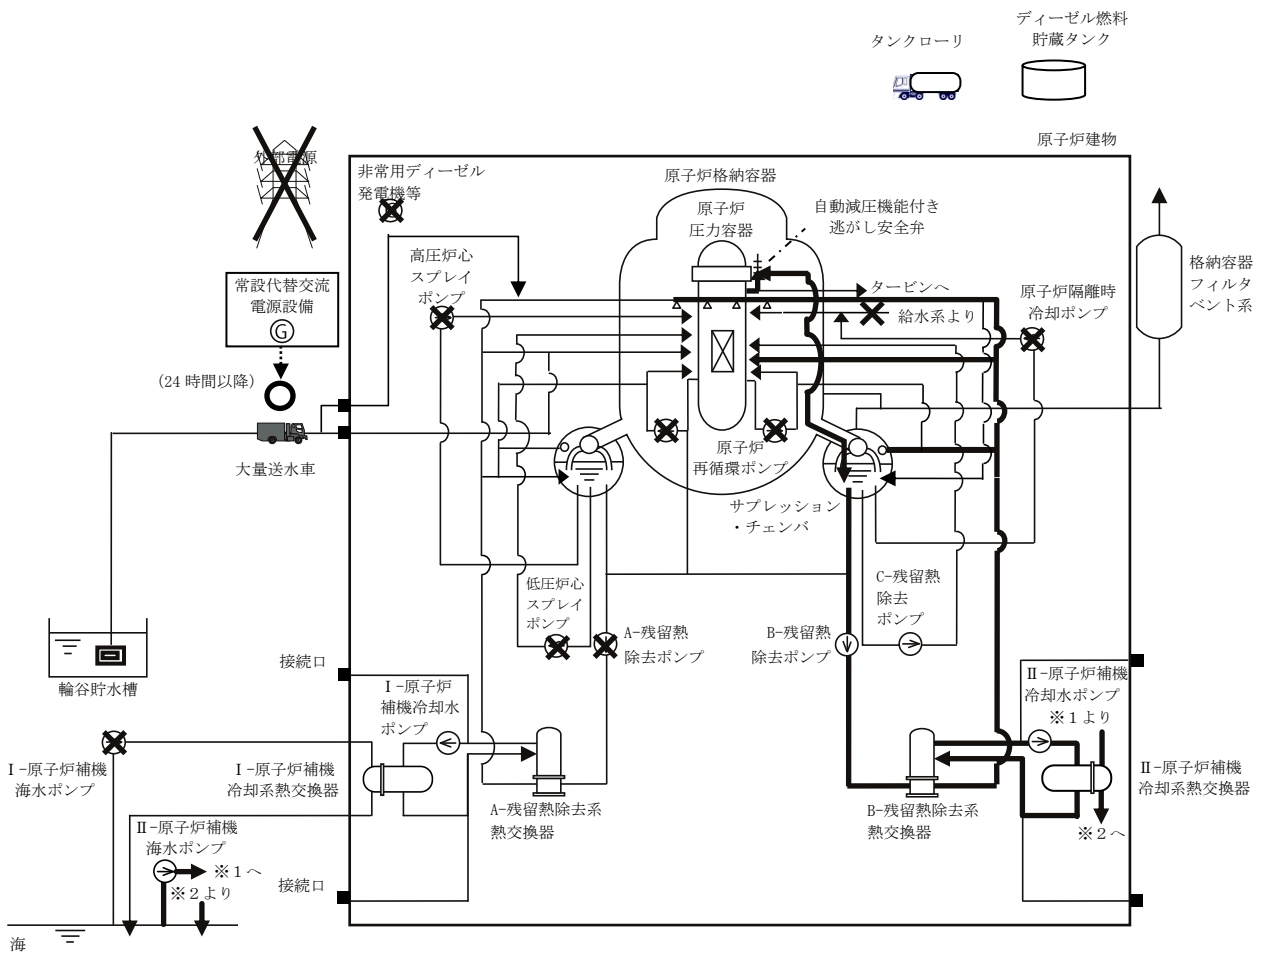 タンクローリ
ディーゼル燃料
貯蔵タンク
原子炉建物
外部電源
非常用ディーゼル
発電機等
原子炉格納容器
原子炉
圧力容器
自動減圧機能付き
逃がし安全弁
高圧炉心
スプレイ
ポンプ
常設代替交流
電源設備
G
(24 時間以降)
大量送水車
タービンへ
給水系より
原子炉隔離時
冷却ポンプ
格納容器
フィルタ
ベント系
原子炉
再循環ポンプ
サプレッション
・チェンバ
低圧炉心
スプレイ
ポンプ
A-残留熱
除去ポンプ
B-残留熱
除去ポンプ
C-残留熱
除去
ポンプ
輪谷貯水槽
接続口
Ⅰ-原子炉
補機冷却水
ポンプ
Ⅱ-原子炉補機
冷却水ポンプ
※1より
Ⅰ-原子炉補機
海水ポンプ
Ⅰ-原子炉補機
冷却系熱交換器
A-残留熱除去系
熱交換器
B-残留熱除去系
熱交換器
Ⅱ-原子炉補機
冷却系熱交換器
※2へ
Ⅱ-原子炉補機
海水ポンプ
※1へ
※2より
接続口
海